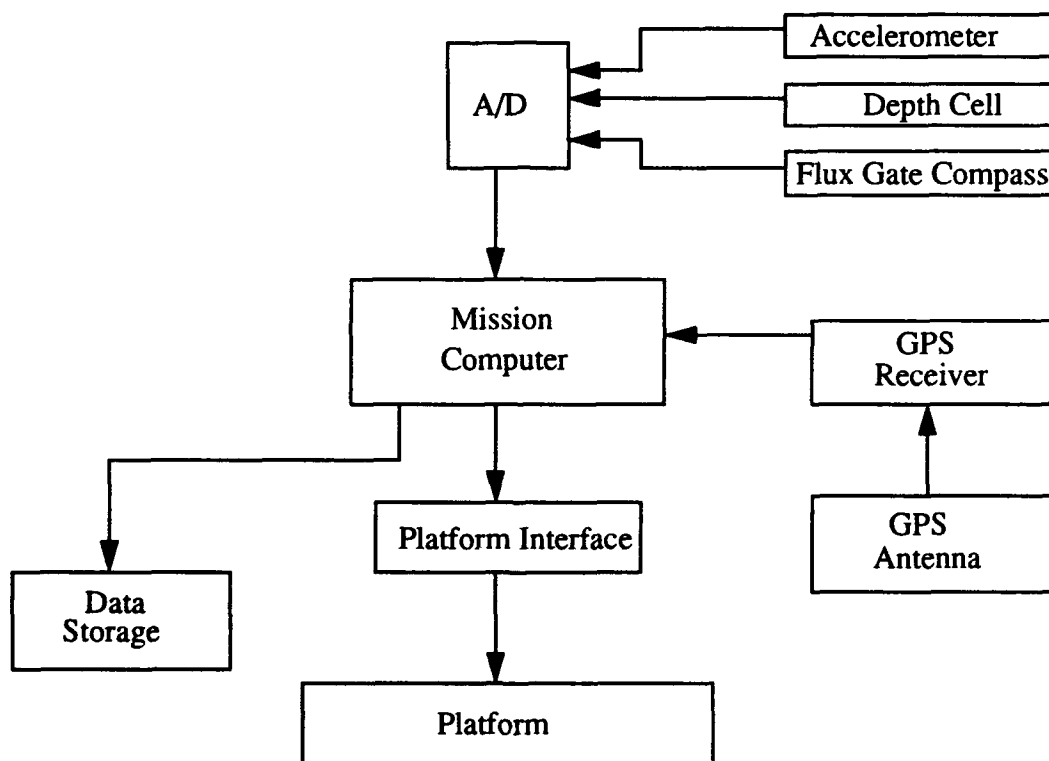 Accelerometer
A/D
Depth Cell
Flux Gate Compass
Mission
Computer
GPS
Receiver
Platform Interface
GPS
Antenna
Data
Storage
Platform